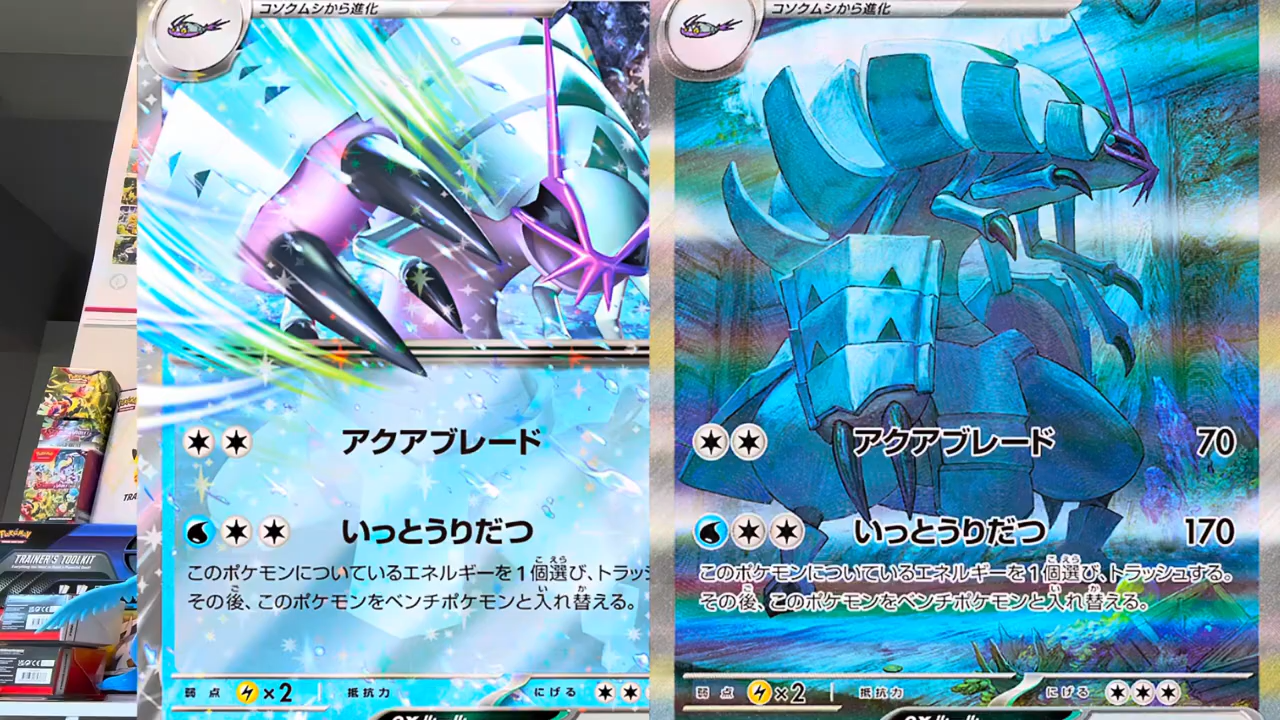 コソクムシから進化
アクアブレード
いっとうりだつ
このポケモンについているエネルギーを1個選び、トラッシ
その後、このポケモンをベンチポケモンと入れ替える。
弱点 ×2 抵抗力 にげる
コソクムシから進化
アクアブレード 70
いっとうりだつ 170
このポケモンについているエネルギーを1個選び、トラッシュする。
その後、このポケモンをベンチポケモンと入れ替える。
弱点 ×2 抵抗力 にげる
Pokémon
TRAINER'S TOOLKIT